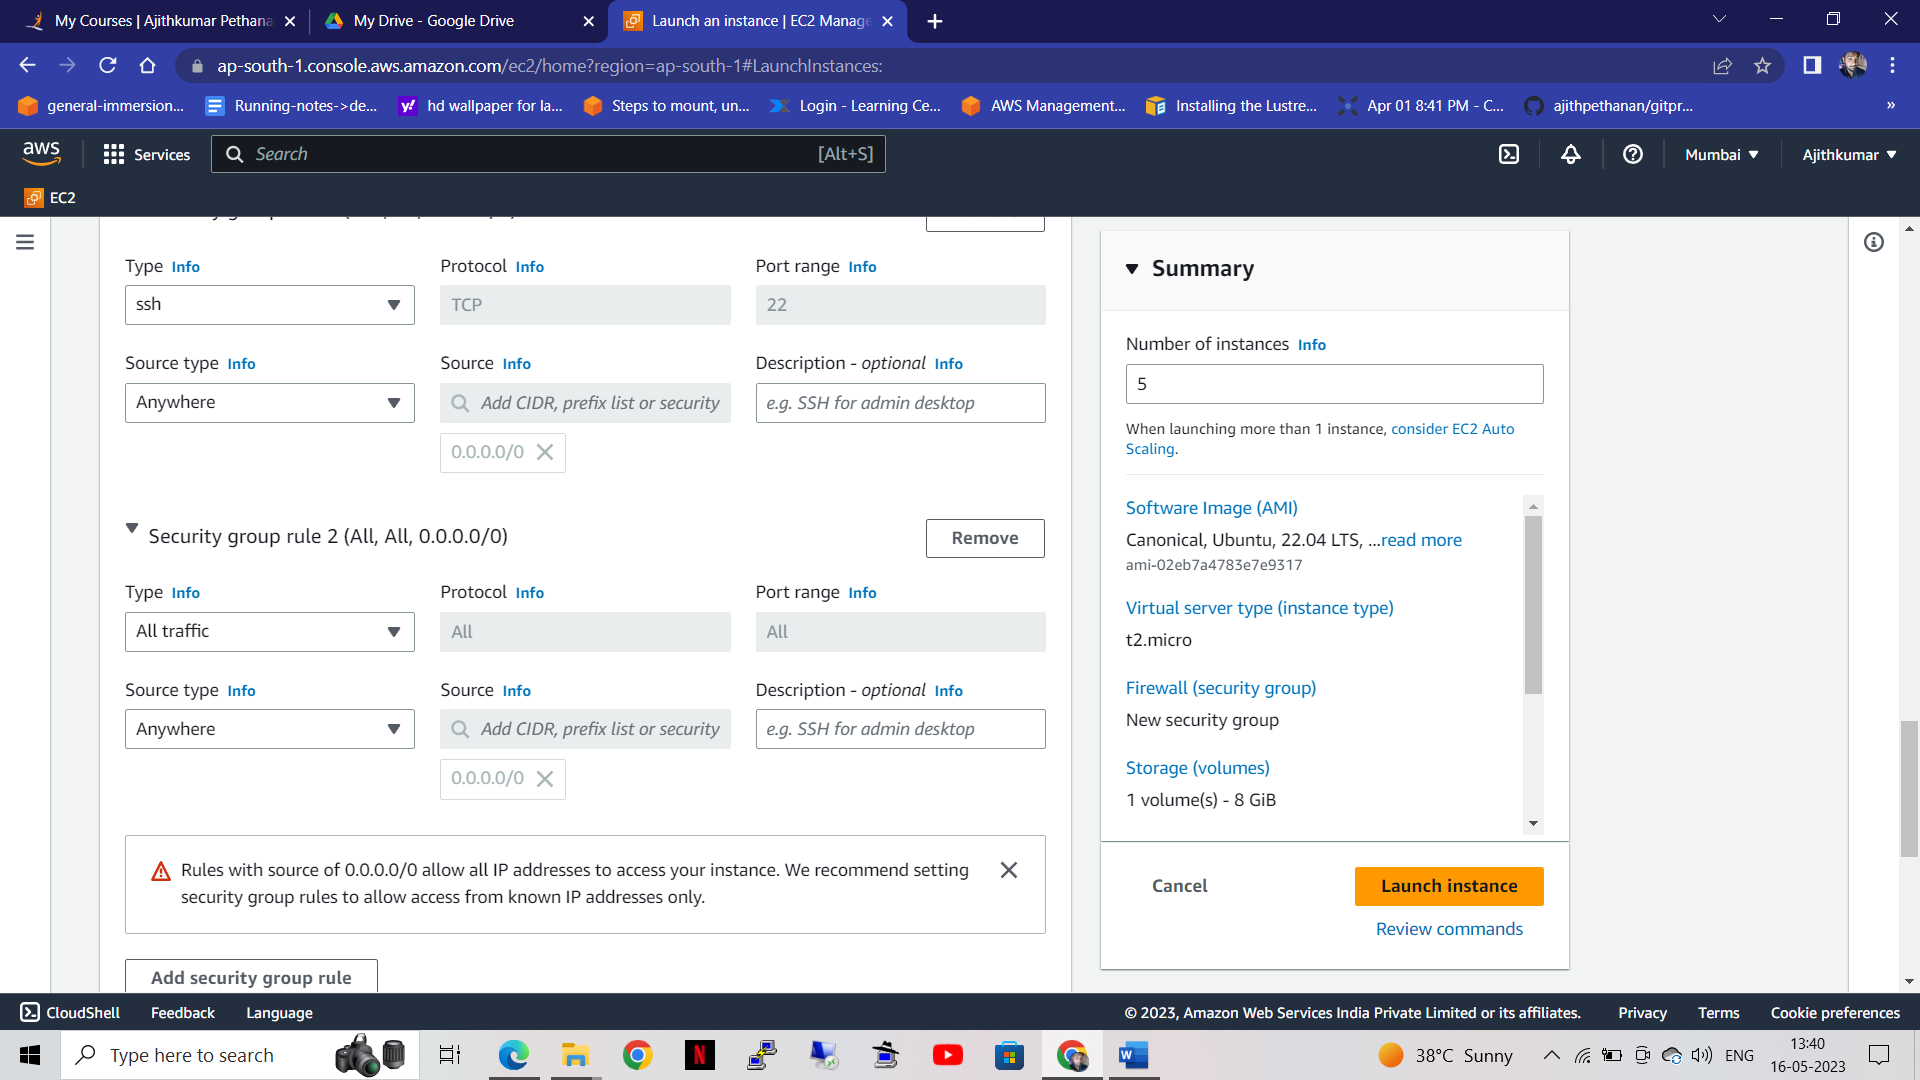 My Courses | Ajithkumar Pethana
My Drive - Google Drive
Launch an instance | EC2 Manage
ap-south-1.console.aws.amazon.com/ec2/home?region=ap-south-1#LaunchInstances:
general-immersion...
Running-notes->de...
hd wallpaper for la...
Steps to mount, un...
Login - Learning Ce...
AWS Management...
Installing the Lustre...
Apr 01 8:41 PM - C...
ajithpethanan/gitpr...
»
aws
Services
Search
[Alt+S]
Mumbai
Ajithkumar
EC2
Type Info
Protocol Info
Port range Info
ssh
TCP
22
Source type Info
Source Info
Description - optional Info
Anywhere
Add CIDR, prefix list or security
e.g. SSH for admin desktop
0.0.0.0/0
Security group rule 2 (All, All, 0.0.0.0/0)
Remove
Type Info
Protocol Info
Port range Info
All traffic
All
All
Source type Info
Source Info
Description - optional Info
Anywhere
Add CIDR, prefix list or security
e.g. SSH for admin desktop
0.0.0.0/0
Rules with source of 0.0.0.0/0 allow all IP addresses to access your instance. We recommend setting
security group rules to allow access from known IP addresses only.
Add security group rule
Summary
Number of instances Info
5
When launching more than 1 instance, consider EC2 Auto
Scaling.
Software Image (AMI)
Canonical, Ubuntu, 22.04 LTS, ...read more
ami-02eb7a4783e7e9317
Virtual server type (instance type)
t2.micro
Firewall (security group)
New security group
Storage (volumes)
1 volume(s) - 8 GiB
Cancel
Launch instance
Review commands
CloudShell
Feedback
Language
© 2023, Amazon Web Services India Private Limited or its affiliates.
Privacy
Terms
Cookie preferences
Type here to search
38°C Sunny
ENG
13:40
16-05-2023